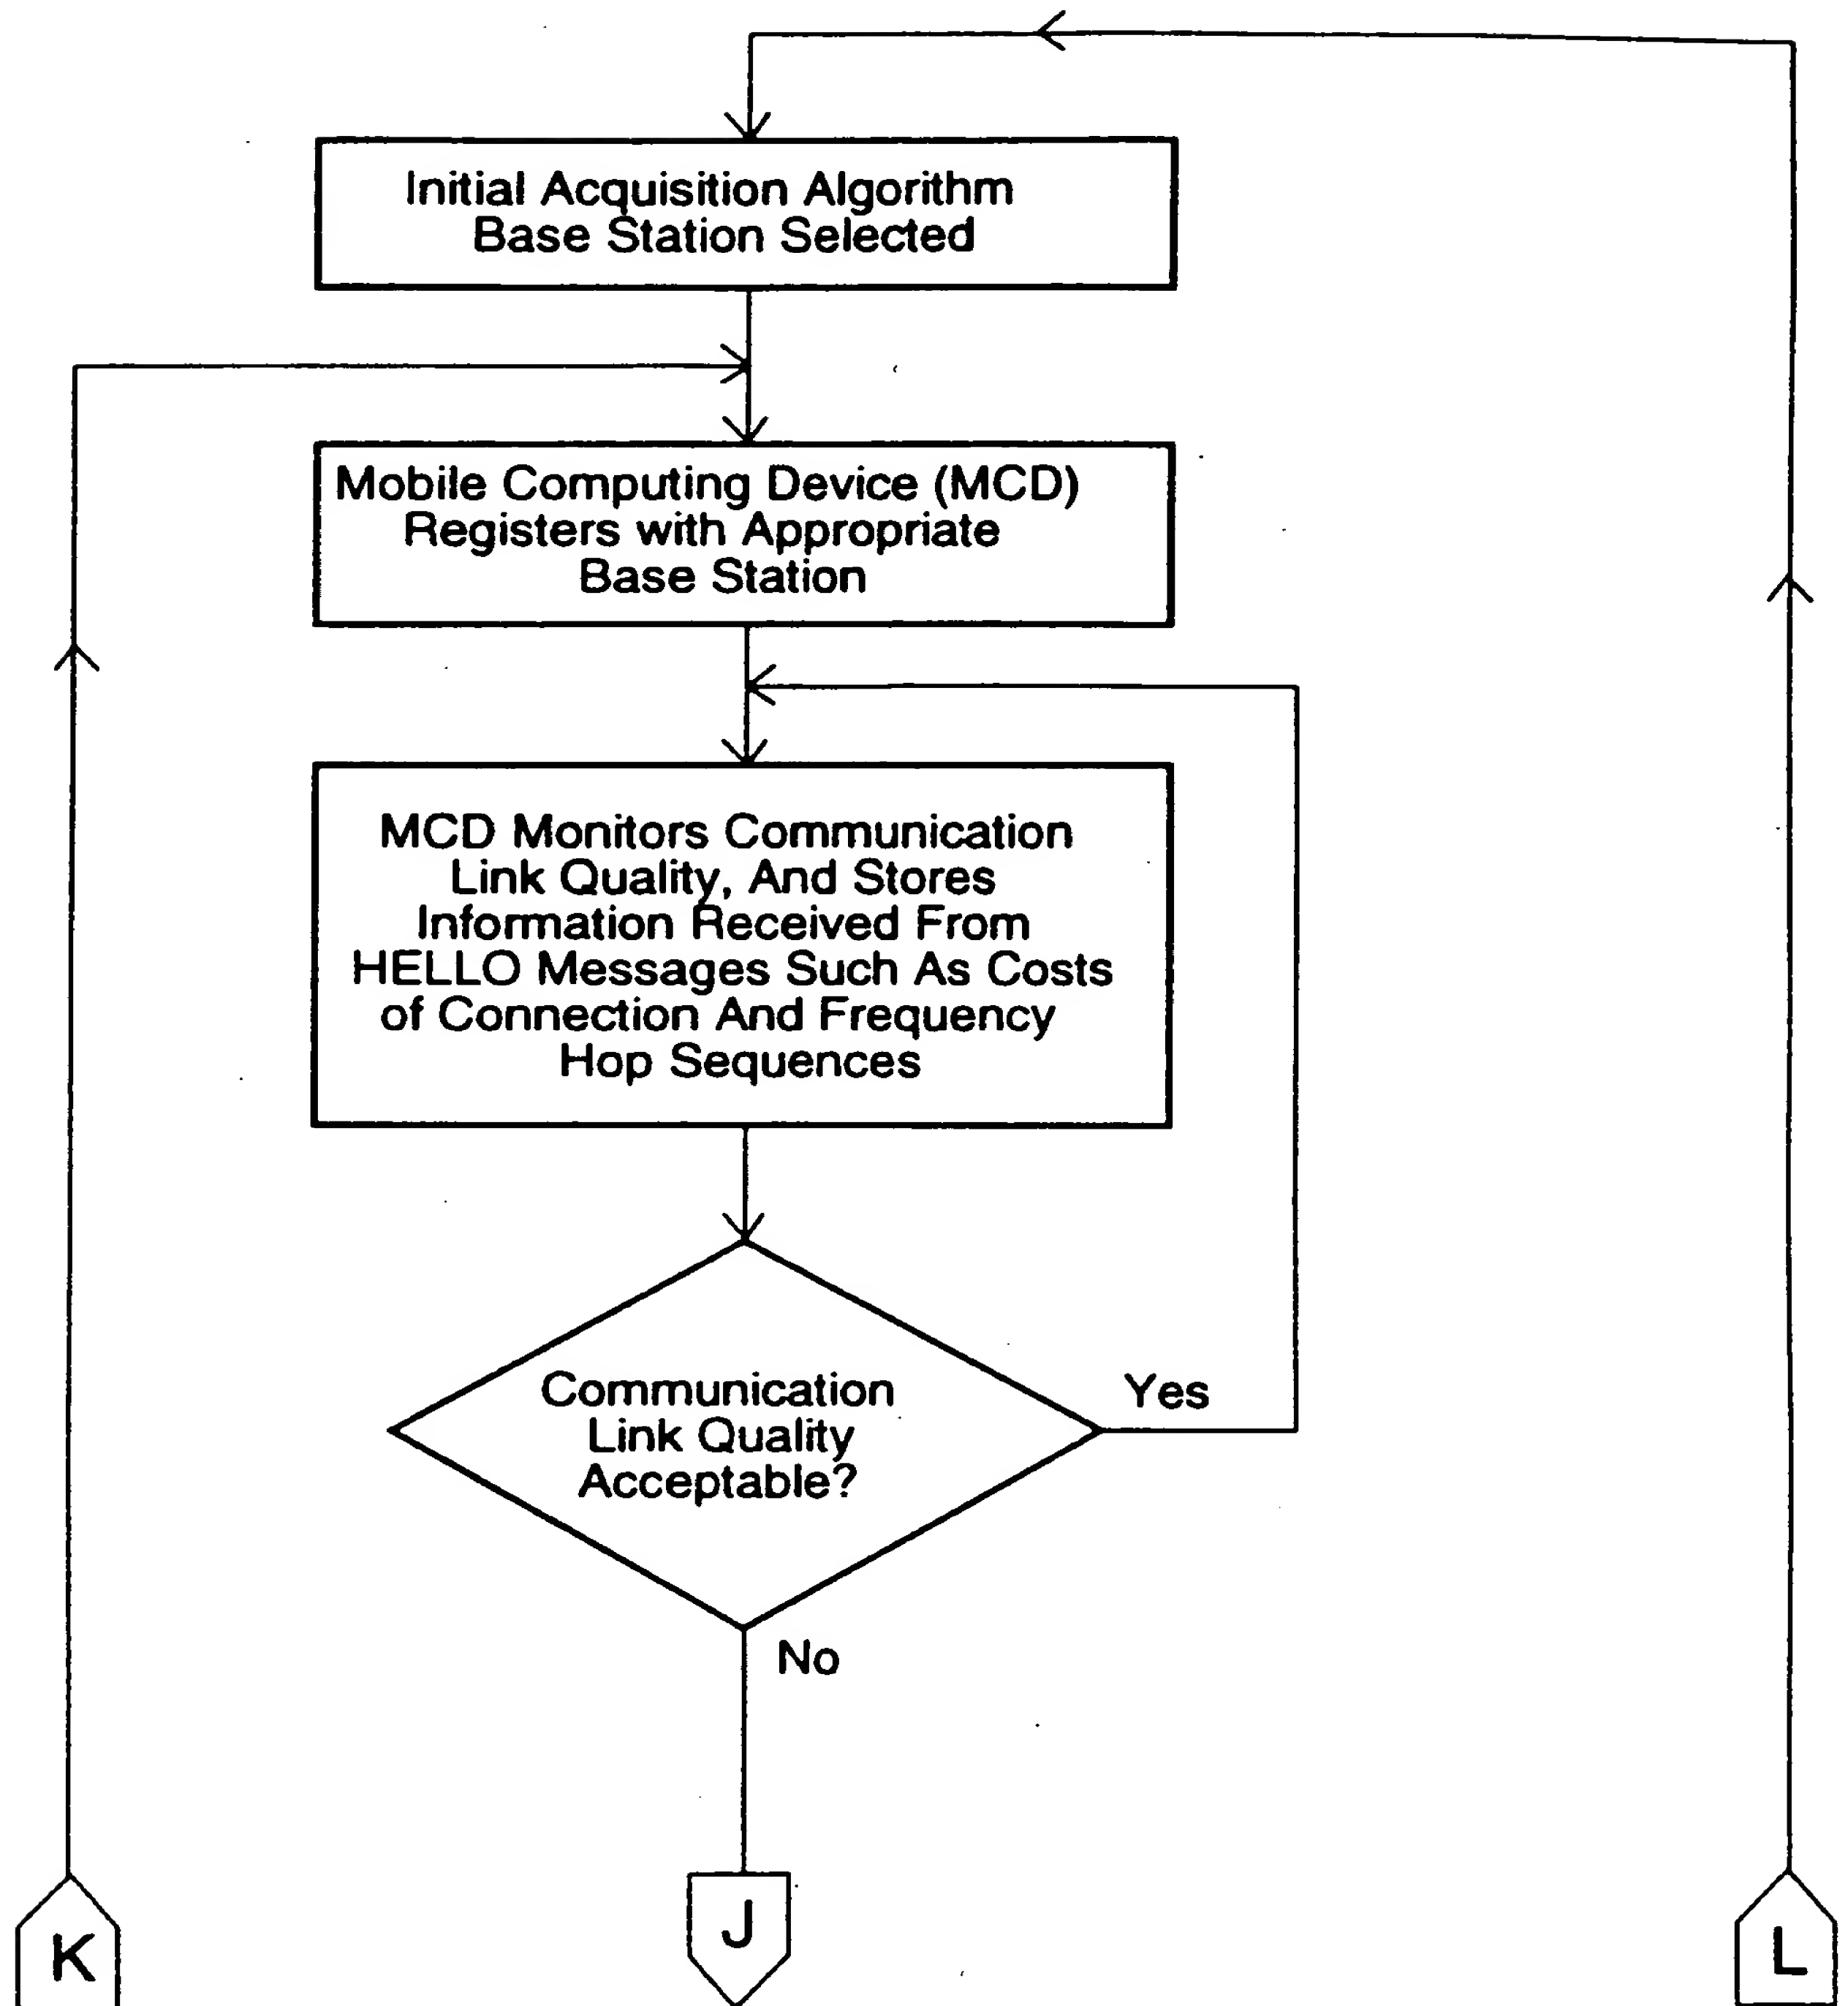 Initial Acquisition Algorithm
Base Station Selected
Mobile Computing Device (MCD)
Registers with Appropriate
Base Station
MCD Monitors Communication
Link Quality, And Stores
Information Received From
HELLO Messages Such As Costs
of Connection And Frequency
Hop Sequences
Communication
Link Quality
Acceptable?
Yes
No
K
J
L